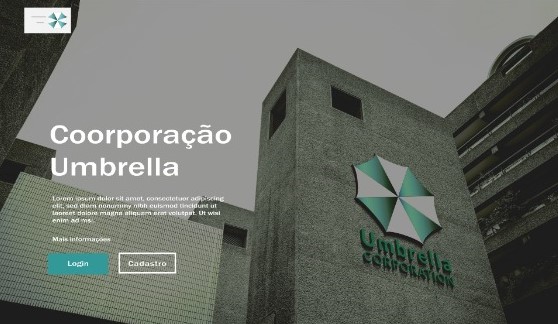 Coorporação
Umbrella
Lorem ipsum dolor sit amet, consectetuer adipiscing
elit, sed diam nonummy nibh euismod tincidunt ut
laoreet dolore magna aliquam erat volutpat. Ut wisi
enim ad mi.
Mais informações
Login
Cadastro
Umbrella
CORPORATION